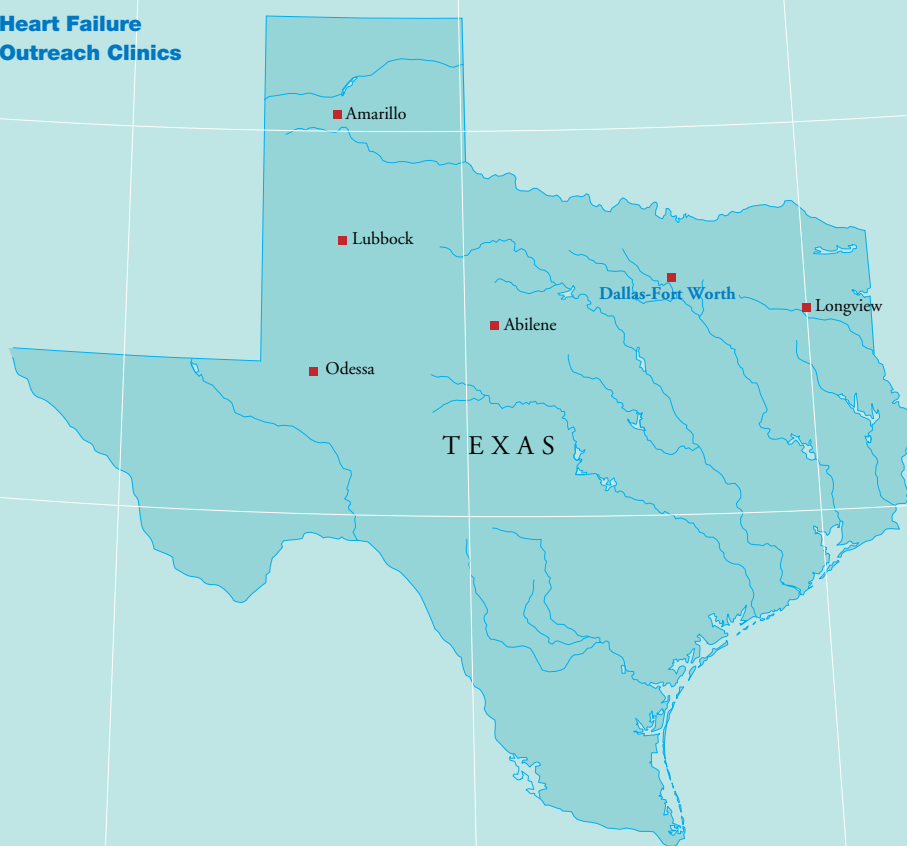 Heart Failure
Outreach Clinics
Amarillo
Lubbock
Dallas-Fort Worth
Longview
Abilene
Odessa
TEXAS